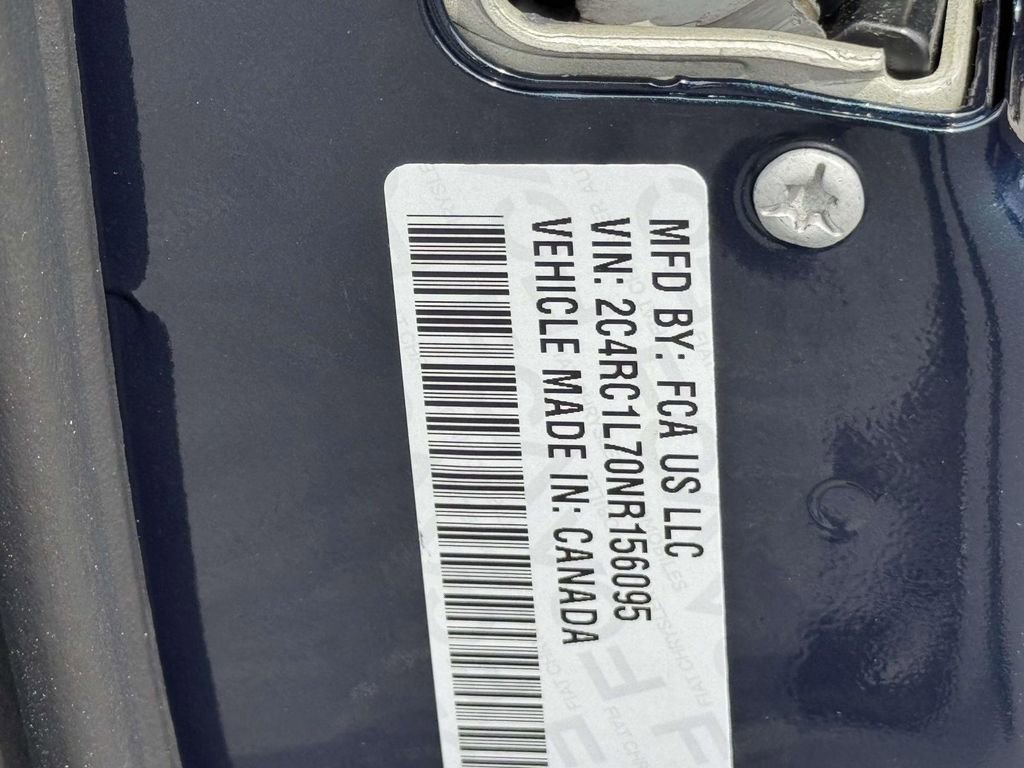 MFD BY: FCA US LLC
VIN: 2C4RC1L70NR156095
VEHICLE MADE IN: CANADA